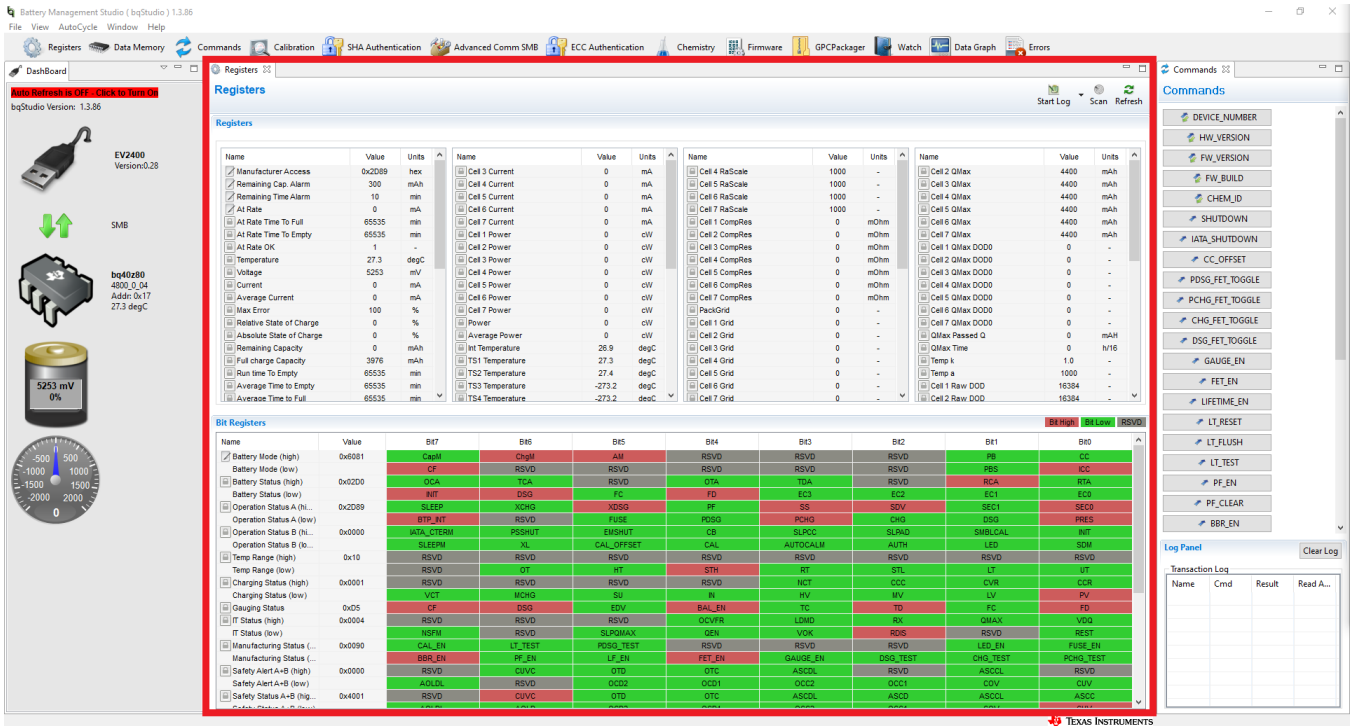 Battery Management Studio ( bqStudio ) 1.3.86
File View AutoCycle Window Help
Registers Data Memory Commands Calibration SHA Authentication Advanced Comm SMB ECC Authentication Chemistry Firmware GPCPackager Watch Data Graph Errors
DashBoard
Auto Refresh is OFF - Click to Turn On
bqStudio Version: 1.3.86
EV2400
Version:0.28
SMB
bq40z80
4800_0_04
Addr: 0x17
27.3 degC
5253 mV
0%
-500 500
-1000 1000
-1500 1500
-2000 2000
0
Registers
Registers
Start Log Scan Refresh
Registers
Name Value Units
Manufacturer Access 0x2D89 hex
Remaining Cap. Alarm 300 mAh
Remaining Time Alarm 10 min
At Rate 0 mA
At Rate Time To Full 65535 min
At Rate Time To Empty 65535 min
At Rate OK 1 -
Temperature 27.3 degC
Voltage 5253 mV
Current 0 mA
Average Current 0 mA
Max Error 100 %
Relative State of Charge 0 %
Absolute State of Charge 0 %
Remaining Capacity 0 mAh
Full charge Capacity 3976 mAh
Run time To Empty 65535 min
Average Time to Empty 65535 min
Average Time to Full 65535 min
Name Value Units
Cell 3 Current 0 mA
Cell 4 Current 0 mA
Cell 5 Current 0 mA
Cell 6 Current 0 mA
Cell 7 Current 0 mA
Cell 1 Power 0 cW
Cell 2 Power 0 cW
Cell 3 Power 0 cW
Cell 4 Power 0 cW
Cell 5 Power 0 cW
Cell 6 Power 0 cW
Cell 7 Power 0 cW
Power 0 cW
Average Power 0 cW
Int Temperature 26.9 degC
TS1 Temperature 27.3 degC
TS2 Temperature 27.4 degC
TS3 Temperature -273.2 degC
TS4 Temperature -273.2 degC
Name Value Units
Cell 4 RaScale 1000 -
Cell 5 RaScale 1000 -
Cell 6 RaScale 1000 -
Cell 7 RaScale 1000 -
Cell 1 CompRes 0 mOhm
Cell 2 CompRes 0 mOhm
Cell 3 CompRes 0 mOhm
Cell 4 CompRes 0 mOhm
Cell 5 CompRes 0 mOhm
Cell 6 CompRes 0 mOhm
Cell 7 CompRes 0 mOhm
PackGrid 0 -
Cell 1 Grid 0 -
Cell 2 Grid 0 -
Cell 3 Grid 0 -
Cell 4 Grid 0 -
Cell 5 Grid 0 -
Cell 6 Grid 0 -
Cell 7 Grid 0 -
Name Value Units
Cell 2 QMax 4400 mAh
Cell 3 QMax 4400 mAh
Cell 4 QMax 4400 mAh
Cell 5 QMax 4400 mAh
Cell 6 QMax 4400 mAh
Cell 7 QMax 4400 mAh
Cell 1 QMax DOD0 0 -
Cell 2 QMax DOD0 0 -
Cell 3 QMax DOD0 0 -
Cell 4 QMax DOD0 0 -
Cell 5 QMax DOD0 0 -
Cell 6 QMax DOD0 0 -
Cell 7 QMax DOD0 0 -
QMax Passed Q 0 mAH
QMax Time 0 h/16
Temp k 1.0 -
Temp a 1000 -
Cell 1 Raw DOD 16384 -
Cell 2 Raw DOD 16384 -
Bit Registers Bit High Bit Low RSVD
Name Value Bit7 Bit6 Bit5 Bit4 Bit3 Bit2 Bit1 Bit0
Battery Mode (high) 0x6081 CapM ChgM AM RSVD RSVD RSVD PB CC
Battery Mode (low) CF RSVD RSVD RSVD RSVD RSVD PBS ICC
Battery Status (high) 0x02D0 OCA TCA RSVD OTA TDA RSVD RCA RTA
Battery Status (low) INIT DSG FC FD EC3 EC2 EC1 EC0
Operation Status A (hi... 0x2D89 SLEEP XCHG XDSG PF SS SDV SEC1 SEC0
Operation Status A (low) BTP_INT RSVD FUSE PDSG PCHG CHG DSG PRES
Operation Status B (hi... 0x0000 IATA_CTERM PSSHUT EMSHUT CB SLPCC SLPAD SMBLCAL INIT
Operation Status B (lo... SLEEPM XL CAL_OFFSET CAL AUTOCALM AUTH LED SDM
Temp Range (high) 0x10 RSVD RSVD RSVD RSVD RSVD RSVD RSVD RSVD
Temp Range (low) RSVD OT HT STH RT STL LT UT
Charging Status (high) 0x0001 RSVD RSVD RSVD RSVD NCT CCC CVR CCR
Charging Status (low) VCT MCHG SU IN HV MV LV PV
Gauging Status 0xD5 CF DSG EDV BAL_EN TC TD FC FD
IT Status (high) 0x0004 RSVD RSVD RSVD OCVFR LDMD RX QMAX VDQ
IT Status (low) NSFM RSVD SLPQMAX QEN VOK RDIS RSVD REST
Manufacturing Status (... 0x0090 CAL_EN LT_TEST PDSG_TEST RSVD RSVD RSVD LED_EN FUSE_EN
Manufacturing Status (... BBR_EN PF_EN LF_EN FET_EN GAUGE_EN DSG_TEST CHG_TEST PCHG_TEST
Safety Alert A+B (high) 0x0000 RSVD CUVC OTD OTC ASCDL RSVD ASCCL RSVD
Safety Alert A+B (low) AOLDL RSVD OCD2 OCD1 OCC2 OCC1 COV CUV
Safety Status A+B (hig... 0x4001 RSVD CUVC OTD OTC ASCDL ASCD ASCCL ASCC
Commands
Commands
DEVICE_NUMBER
HW_VERSION
FW_VERSION
FW_BUILD
CHEM_ID
SHUTDOWN
IATA_SHUTDOWN
CC_OFFSET
PDSG_FET_TOGGLE
PCHG_FET_TOGGLE
CHG_FET_TOGGLE
DSG_FET_TOGGLE
GAUGE_EN
FET_EN
LIFETIME_EN
LT_RESET
LT_FLUSH
LT_TEST
PF_EN
PF_CLEAR
BBR_EN
Log Panel Clear Log
Transaction Log
Name Cmd Result Read A...
TEXAS INSTRUMENTS